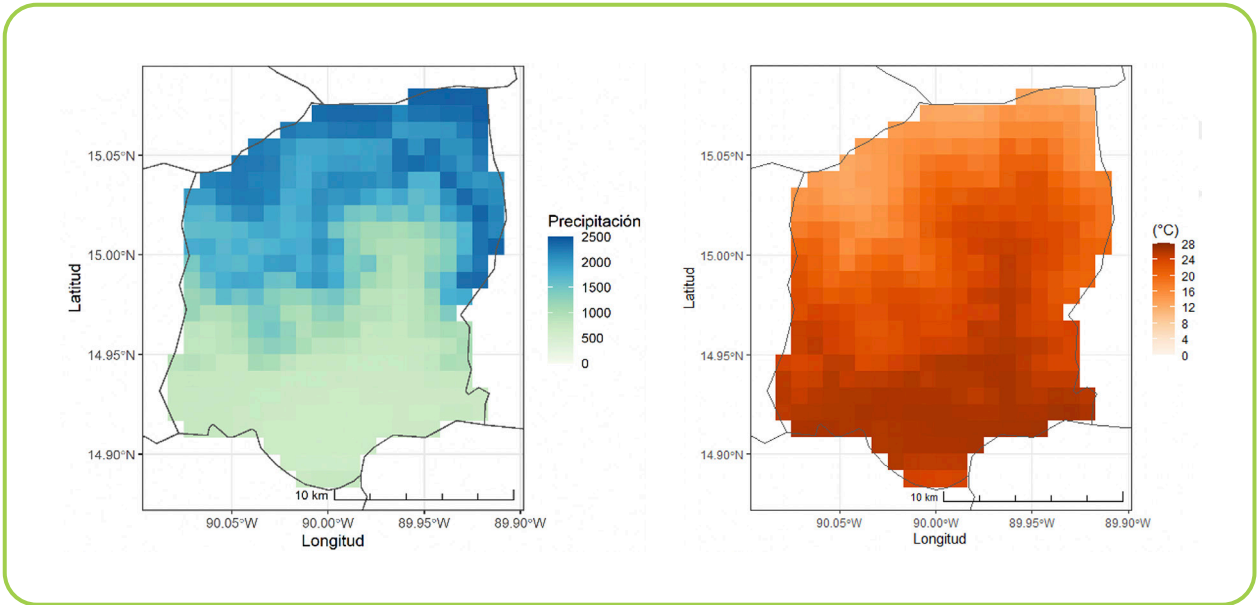 Precipitación
2500
2000
1500
1000
500
0
15.05°N
15.00°N
14.95°N
14.90°N
Latitud
10 km
90.05°W
90.00°W
89.95°W
89.90°W
Longitud
(°C)
28
24
20
16
12
8
4
0
15.05°N
15.00°N
14.95°N
14.90°N
Latitud
10 km
90.05°W
90.00°W
89.95°W
89.90°W
Longitud